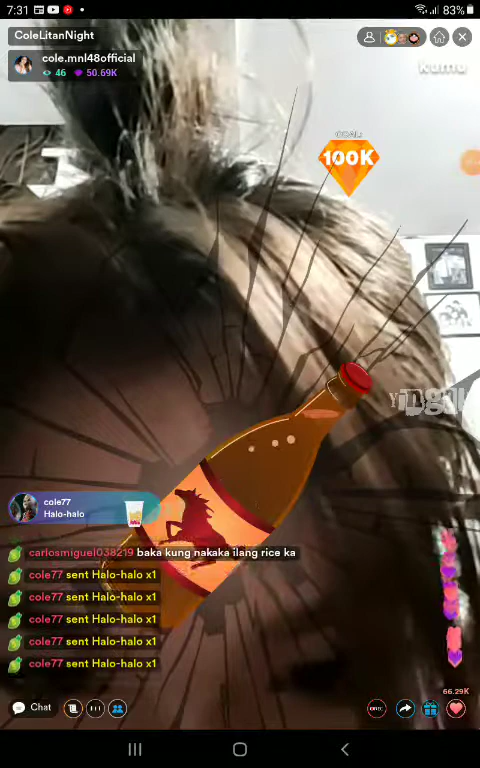 7:31
83%
ColeLitanNight
cole.mnl48official
46 50.69K
kumu
GOAL
100K
cole77
Halo-halo
carlosmiguel038219 baka kung nakaka ilang rice ka
cole77 sent Halo-halo x1
cole77 sent Halo-halo x1
cole77 sent Halo-halo x1
cole77 sent Halo-halo x1
cole77 sent Halo-halo x1
66.29K
Chat